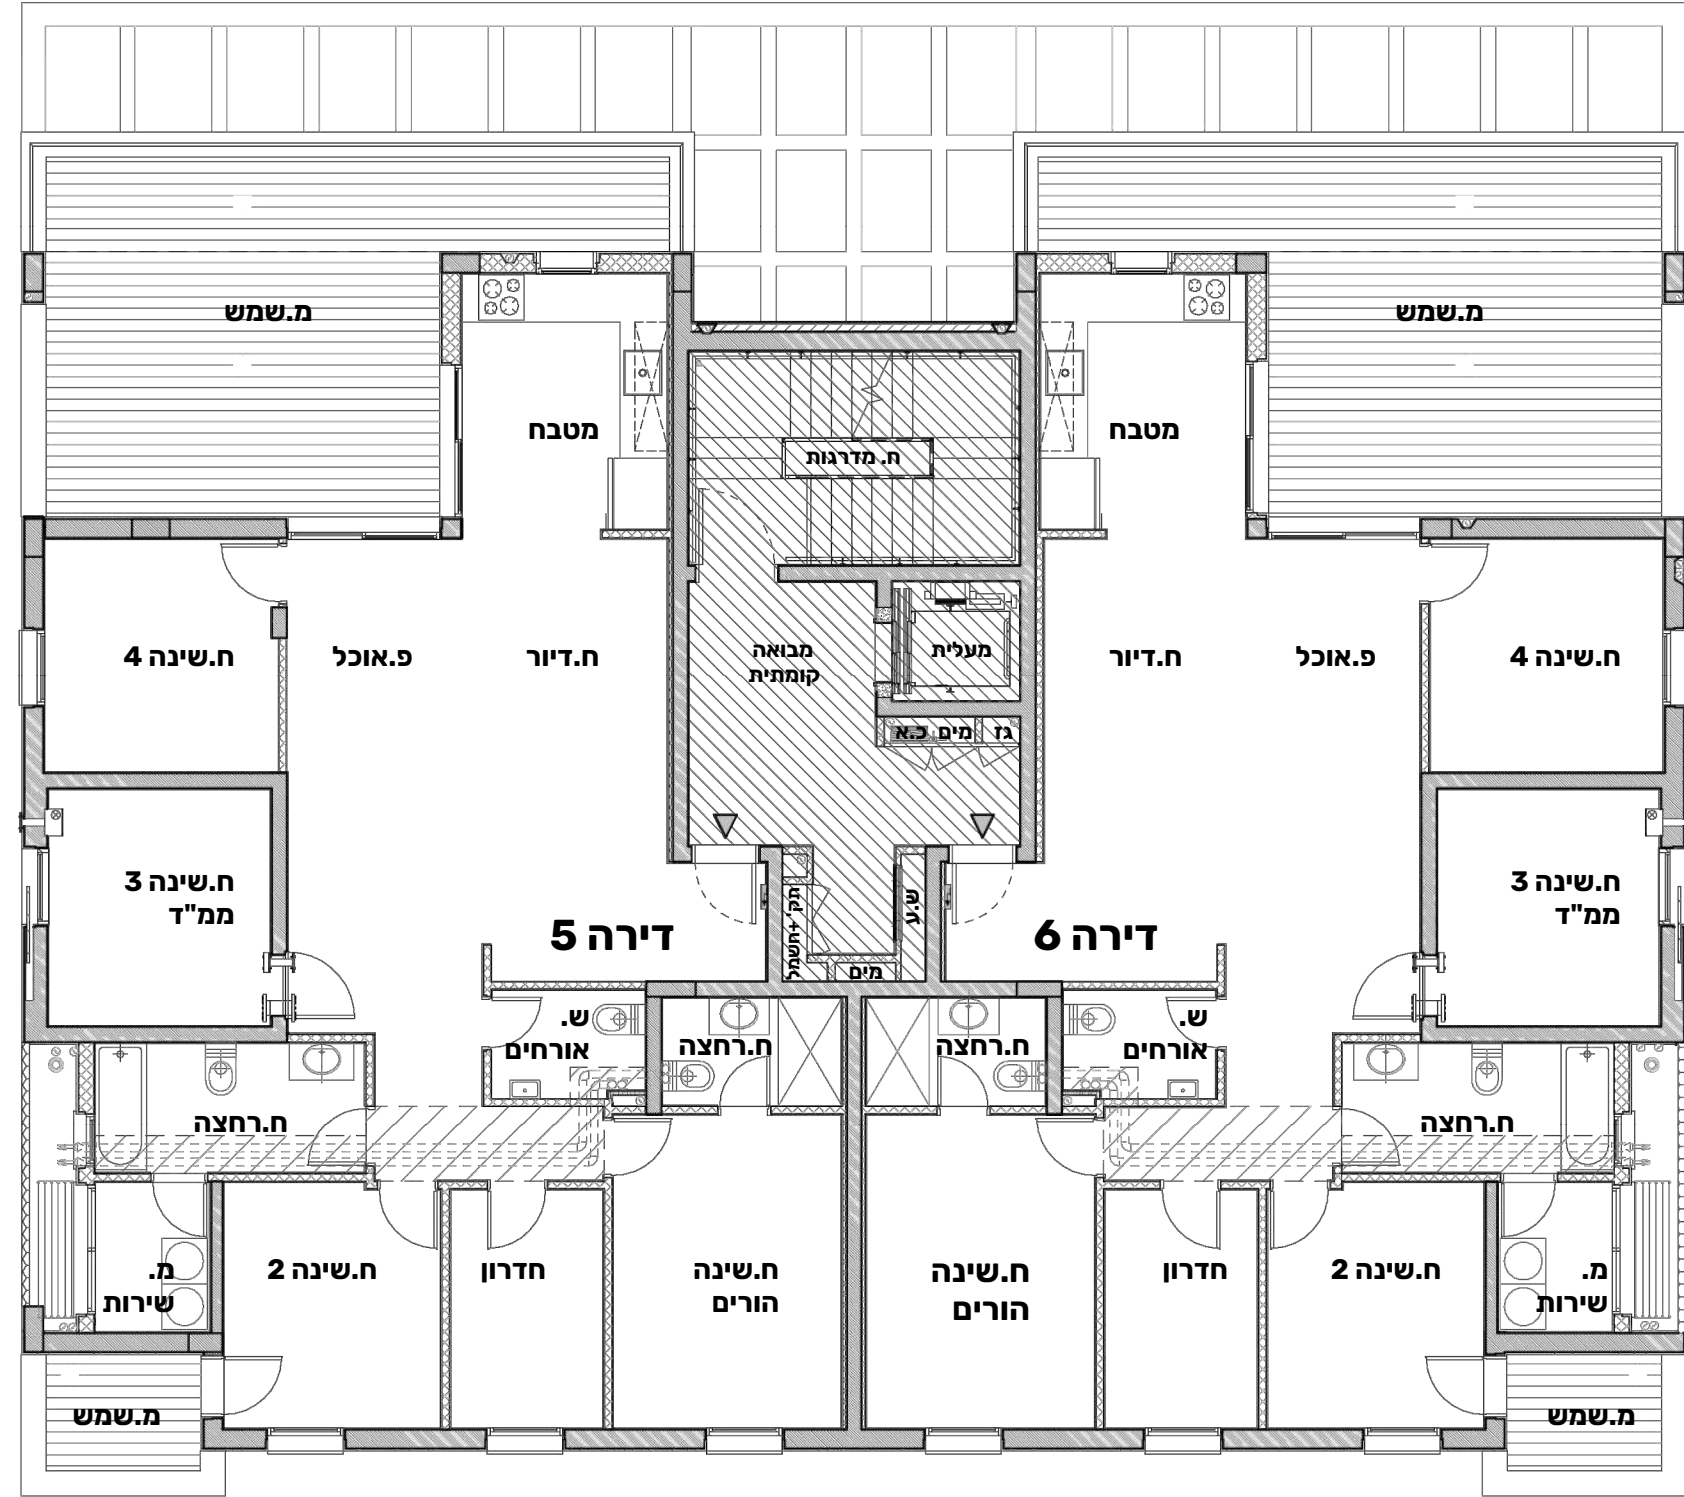 מ.שמש
מ.שמש
מטבח
ח. מדרגות
מטבח
ח.שינה 4
פ.אוכל
ח.דיור
מבואה
קומתית
מעלית
ח.דיור
פ.אוכל
ח.שינה 4
כ.א
מים
גז
ח.שינה 3
ממ"ד
דירה 5
תק'+חשמל
מים
ש.ע
דירה 6
ח.שינה 3
ממ"ד
ש.
אורחים
ח.רחצה
ח.רחצה
ש.
אורחים
ח.רחצה
ח.רחצה
מ.
שירות
ח.שינה 2
חדרון
ח.שינה
הורים
ח.שינה
הורים
חדרון
ח.שינה 2
מ.
שירות
מ.שמש
מ.שמש